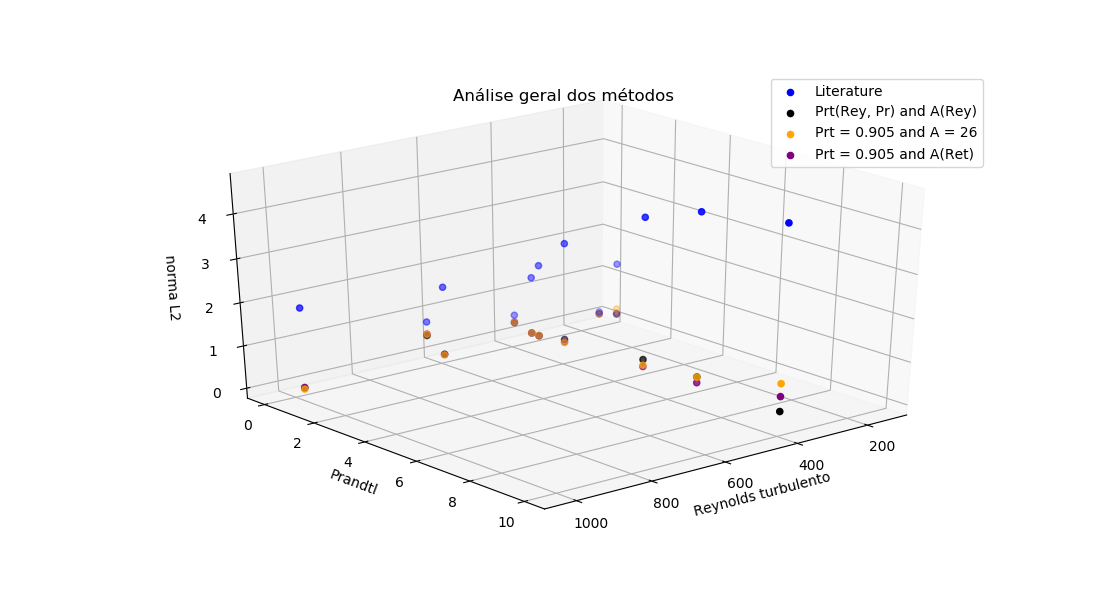 Análise geral dos métodos
Literature
Prt(Rey, Pr) and A(Rey)
Prt = 0.905 and A = 26
Prt = 0.905 and A(Ret)
norma L2
4
3
2
1
0
Prandtl
0
2
4
6
8
10
Reynolds turbulento
1000
800
600
400
200